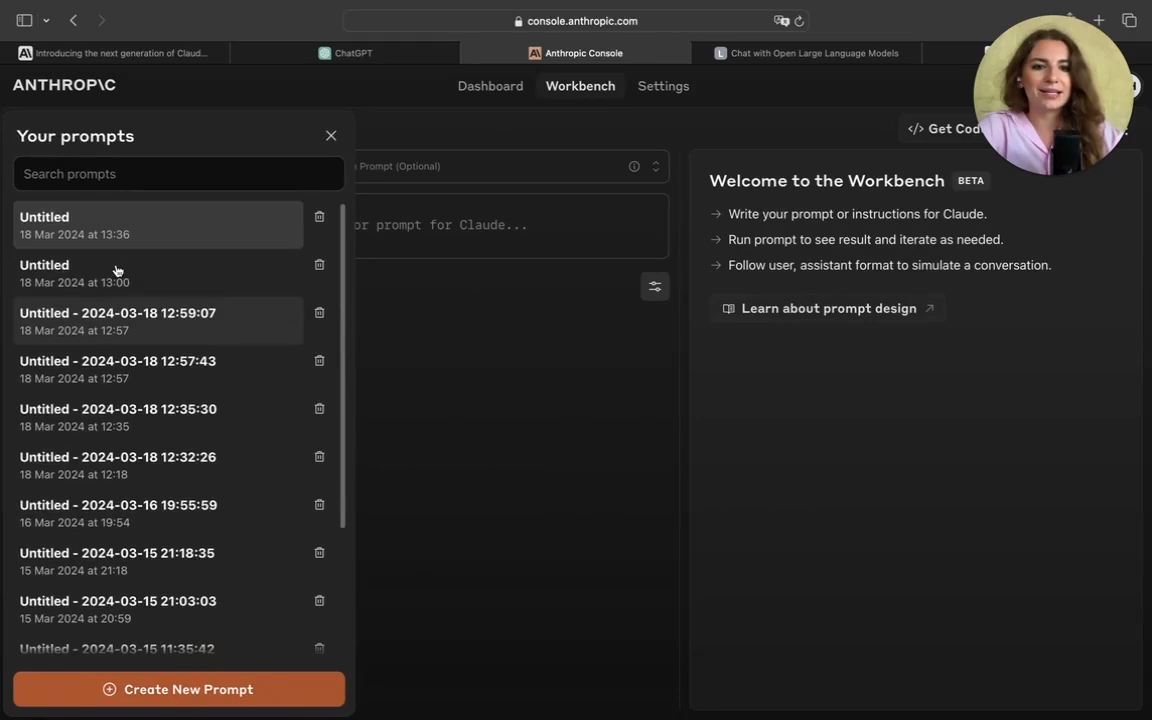 console.anthropic.com
Introducing the next generation of Claud...
ChatGPT
Anthropic Console
Chat with Open Large Language Models
ANTHROP\C
Dashboard
Workbench
Settings
Your prompts
</> Get Cod
Search prompts
Prompt (Optional)
Welcome to the Workbench BETA
Untitled
18 Mar 2024 at 13:36
or prompt for Claude...
→ Write your prompt or instructions for Claude.
→ Run prompt to see result and iterate as needed.
→ Follow user, assistant format to simulate a conversation.
Untitled
18 Mar 2024 at 13:00
Learn about prompt design ↗
Untitled - 2024-03-18 12:59:07
18 Mar 2024 at 12:57
Untitled - 2024-03-18 12:57:43
18 Mar 2024 at 12:57
Untitled - 2024-03-18 12:35:30
18 Mar 2024 at 12:35
Untitled - 2024-03-18 12:32:26
18 Mar 2024 at 12:18
Untitled - 2024-03-16 19:55:59
16 Mar 2024 at 19:54
Untitled - 2024-03-15 21:18:35
15 Mar 2024 at 21:18
Untitled - 2024-03-15 21:03:03
15 Mar 2024 at 20:59
Untitled - 2024-03-15 11:35:42
Create New Prompt